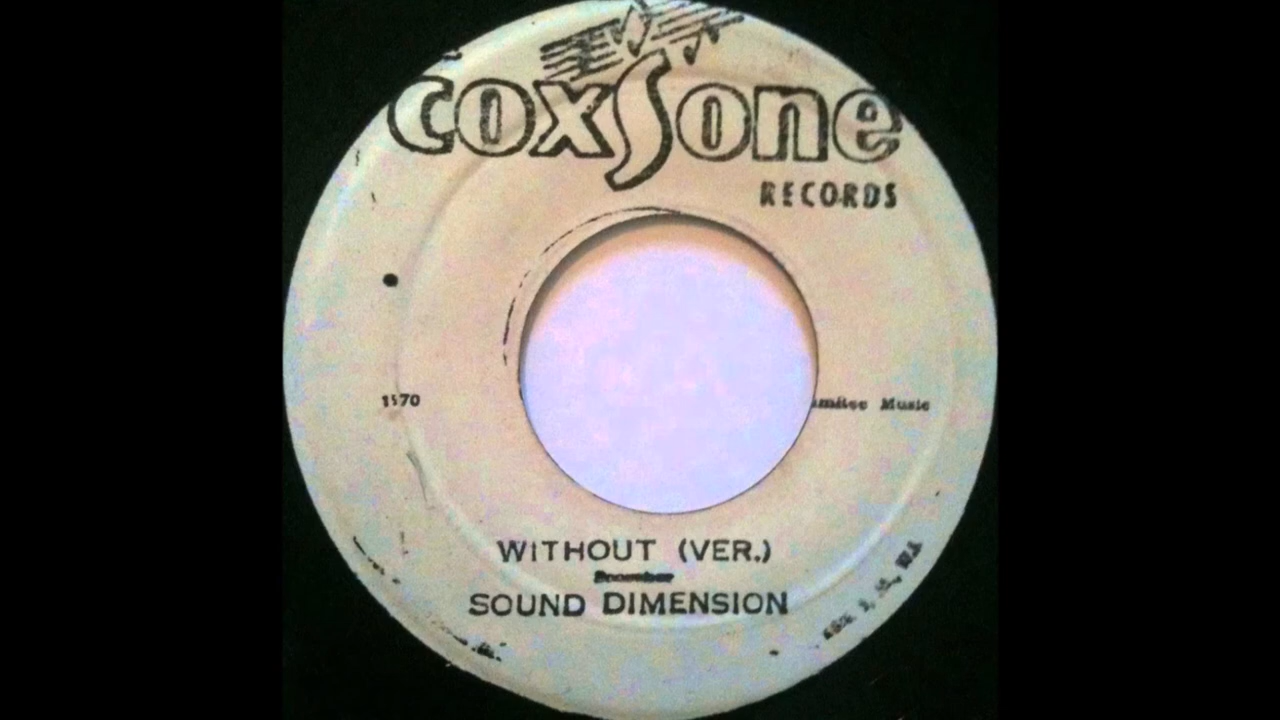 coxsone
RECORDS
1570
Music
WITHOUT (VER.)
SOUND DIMENSION